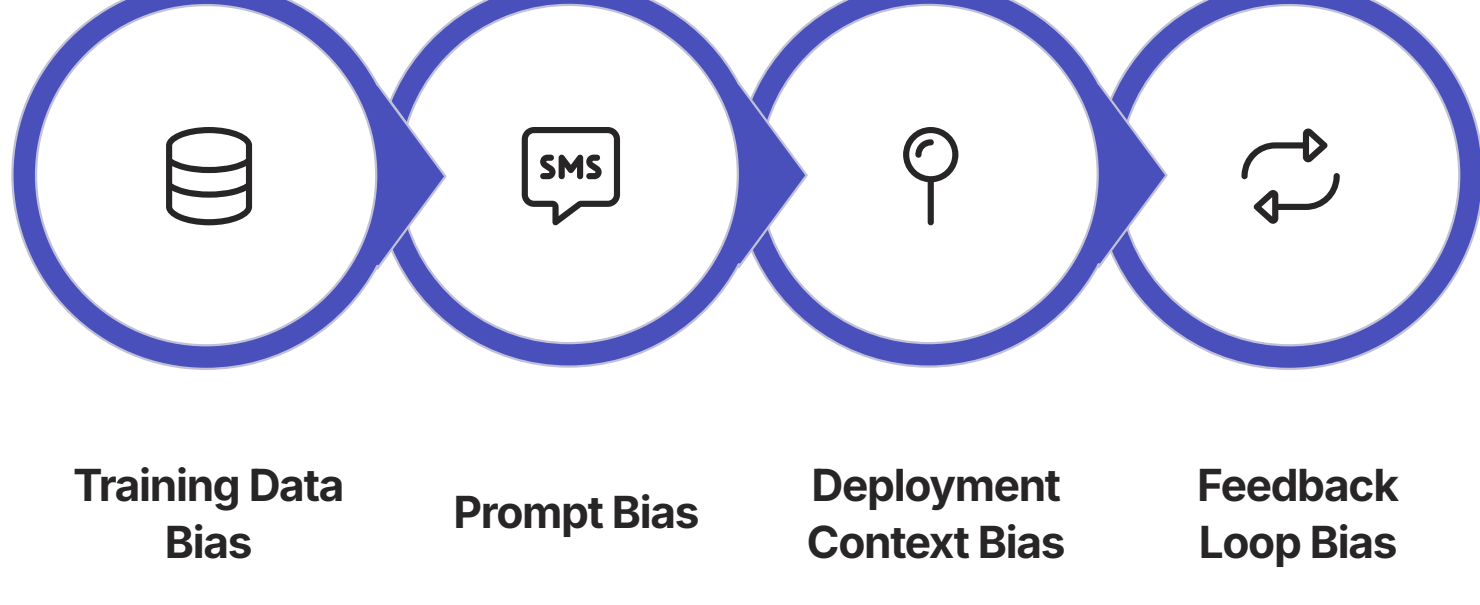 SMS
Training Data
Bias
Prompt Bias
Deployment
Context Bias
Feedback
Loop Bias